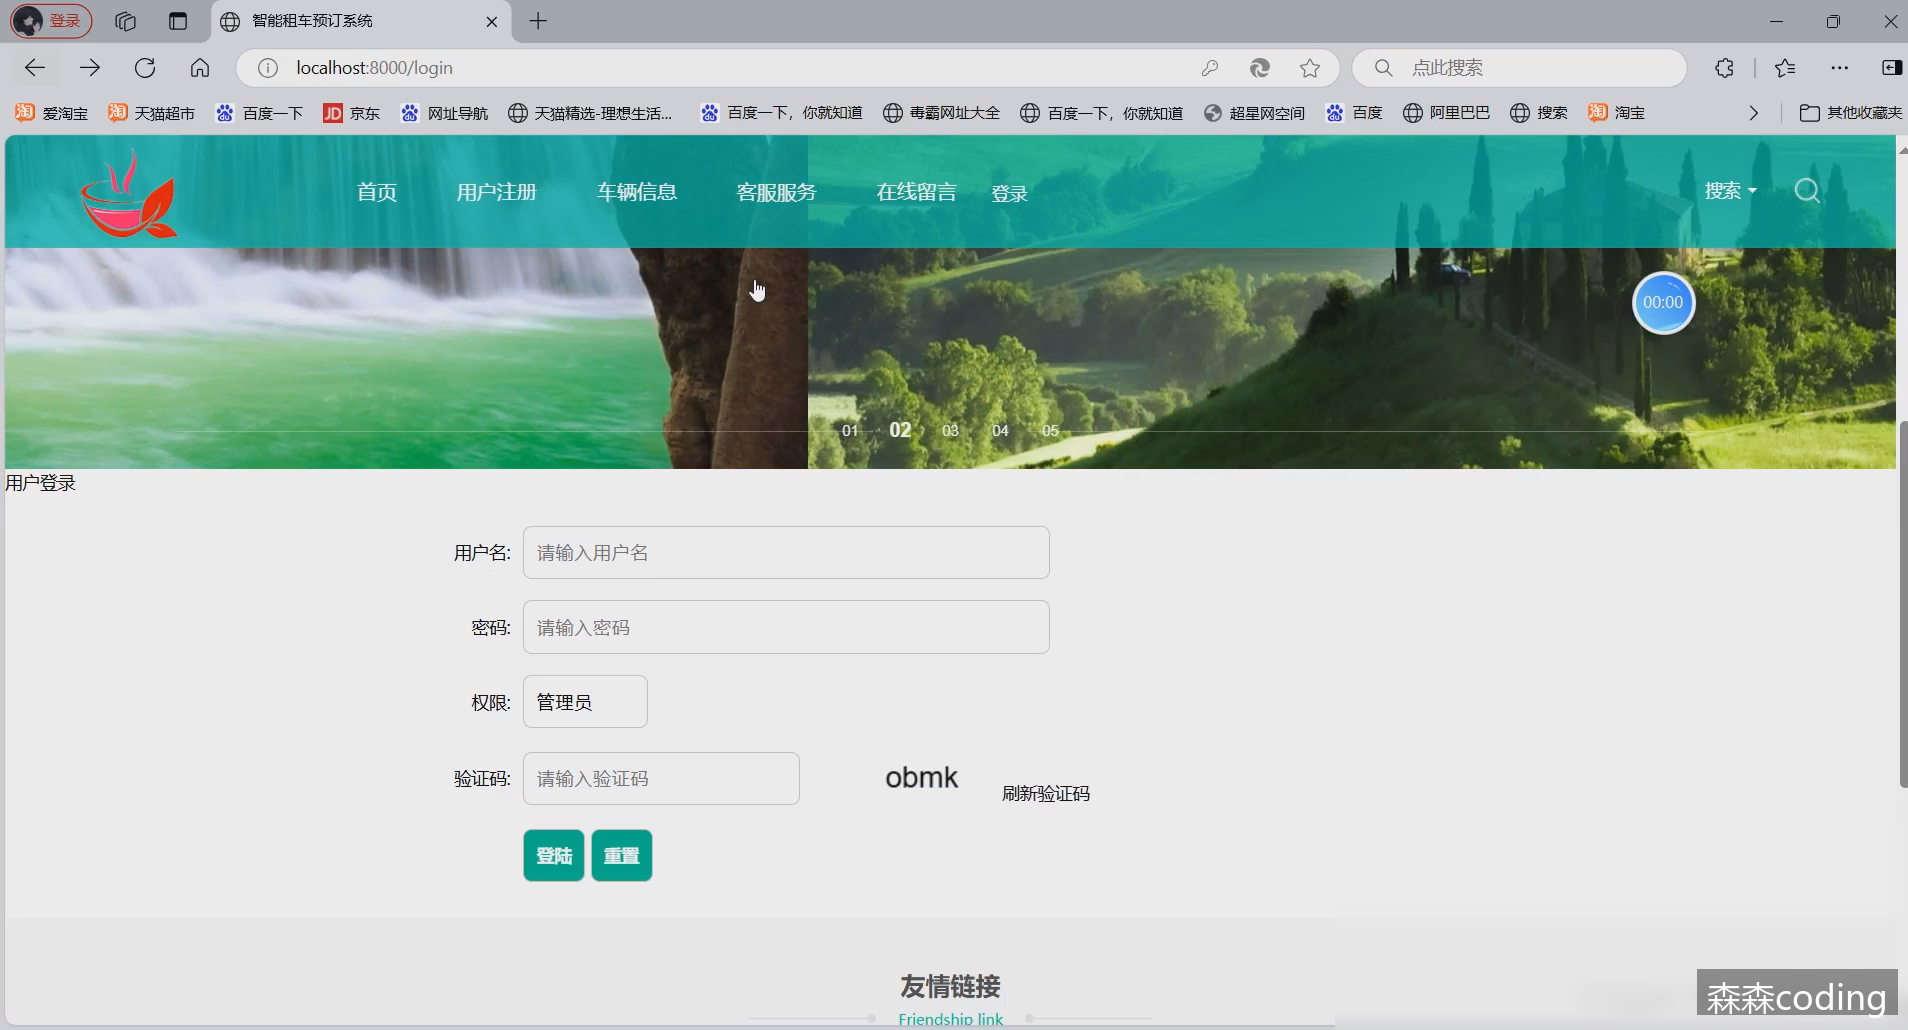 登录
智能租车预订系统
localhost:8000/login
点此搜索
爱淘宝
天猫超市
百度一下
JD 京东
网址导航
天猫精选-理想生活...
百度一下，你就知道
毒霸网址大全
百度一下，你就知道
超星网空间
百度
阿里巴巴
搜索
淘宝
其他收藏夹
首页
用户注册
车辆信息
客服服务
在线留言
登录
搜索
00:00
01 02 03 04 05
用户登录
用户名: 请输入用户名
密码: 请输入密码
权限: 管理员
验证码: 请输入验证码 obmk 刷新验证码
登陆 重置
友情链接
Friendship link
森森coding